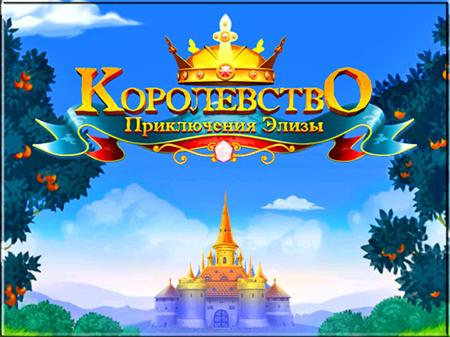 Королевство
Приключения Элизы